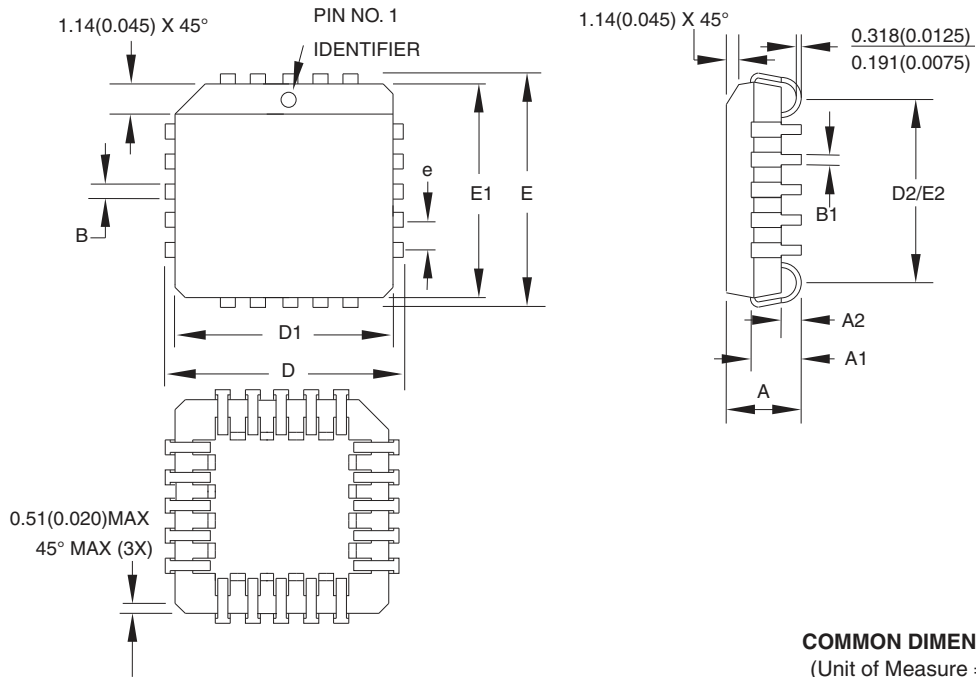 1.14(0.045) X 45°
PIN NO. 1
IDENTIFIER
1.14(0.045) X 45°
0.318(0.0125)
0.191(0.0075)
e
E1
E
B
B1
D2/E2
D1
D
A2
A1
A
0.51(0.020)MAX
45° MAX (3X)
COMMON DIMEN
(Unit of Measure